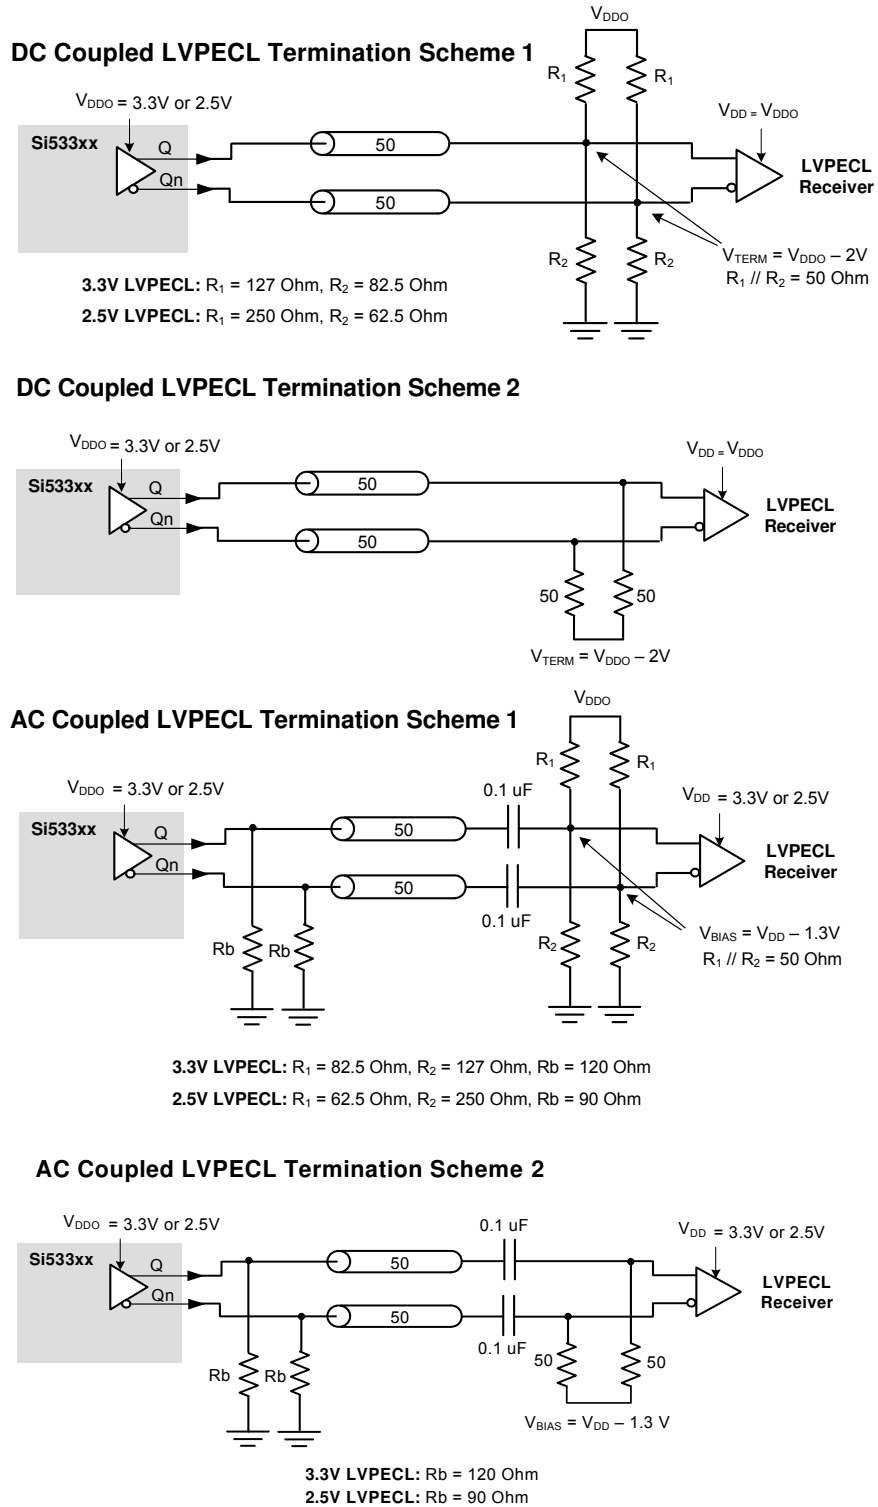 DC Coupled LVPECL Termination Scheme 1
VDDO
R1
R1
VDDO = 3.3V or 2.5V
VDD = VDDO
Si533xx
Q
Qn
50
50
LVPECL
Receiver
R2
R2
VTERM = VDDO – 2V
R1 // R2 = 50 Ohm
3.3V LVPECL: R1 = 127 Ohm, R2 = 82.5 Ohm
2.5V LVPECL: R1 = 250 Ohm, R2 = 62.5 Ohm
DC Coupled LVPECL Termination Scheme 2
VDDO = 3.3V or 2.5V
VDD = VDDO
Si533xx
Q
Qn
50
50
LVPECL
Receiver
50
50
VTERM = VDDO – 2V
AC Coupled LVPECL Termination Scheme 1
VDDO
R1
R1
VDDO = 3.3V or 2.5V
0.1 uF
VDD = 3.3V or 2.5V
Si533xx
Q
Qn
50
50
LVPECL
Receiver
0.1 uF
Rb
Rb
R2
R2
VBIAS = VDD – 1.3V
R1 // R2 = 50 Ohm
3.3V LVPECL: R1 = 82.5 Ohm, R2 = 127 Ohm, Rb = 120 Ohm
2.5V LVPECL: R1 = 62.5 Ohm, R2 = 250 Ohm, Rb = 90 Ohm
AC Coupled LVPECL Termination Scheme 2
VDDO = 3.3V or 2.5V
0.1 uF
VDD = 3.3V or 2.5V
Si533xx
Q
Qn
50
50
LVPECL
Receiver
0.1 uF
Rb
Rb
50
50
VBIAS = VDD – 1.3 V
3.3V LVPECL: Rb = 120 Ohm
2.5V LVPECL: Rb = 90 Ohm